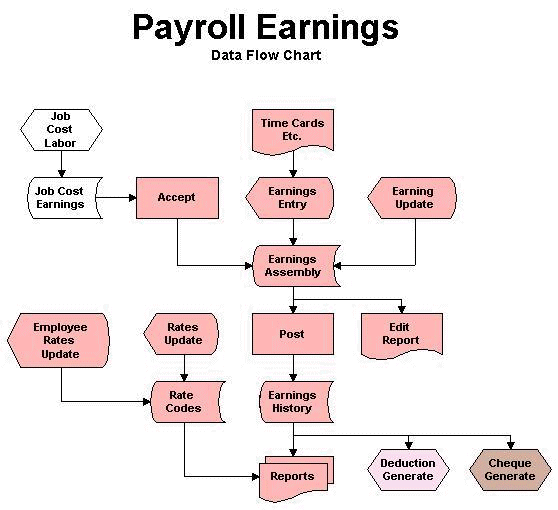 Payroll Earnings
Data Flow Chart
Job
Cost
Labor
Time Cards
Etc.
Job Cost
Earnings
Accept
Earnings
Entry
Earning
Update
Earnings
Assembly
Employee
Rates
Update
Rates
Update
Post
Edit
Report
Rate
Codes
Earnings
History
Reports
Deduction
Generate
Cheque
Generate